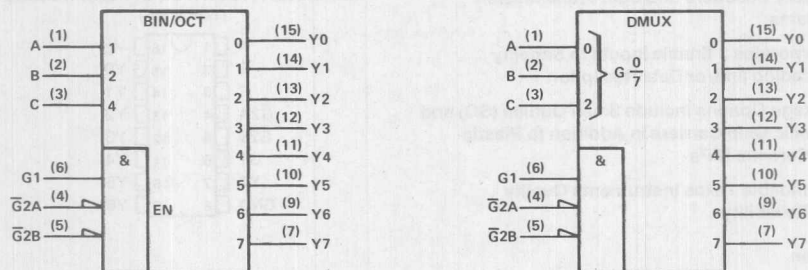 BIN/OCT
A (1) 1
B (2) 2
C (3) 4
&
G1 (6)
G̅2A (4)
G̅2B (5)
EN
0 (15) Y0
1 (14) Y1
2 (13) Y2
3 (12) Y3
4 (11) Y4
5 (10) Y5
6 (9) Y6
7 (7) Y7
DMUX
A (1) 0
B (2)
C (3) 2
G 0/7
&
G1 (6)
G̅2A (4)
G̅2B (5)
0 (15) Y0
1 (14) Y1
2 (13) Y2
3 (12) Y3
4 (11) Y4
5 (10) Y5
6 (9) Y6
7 (7) Y7